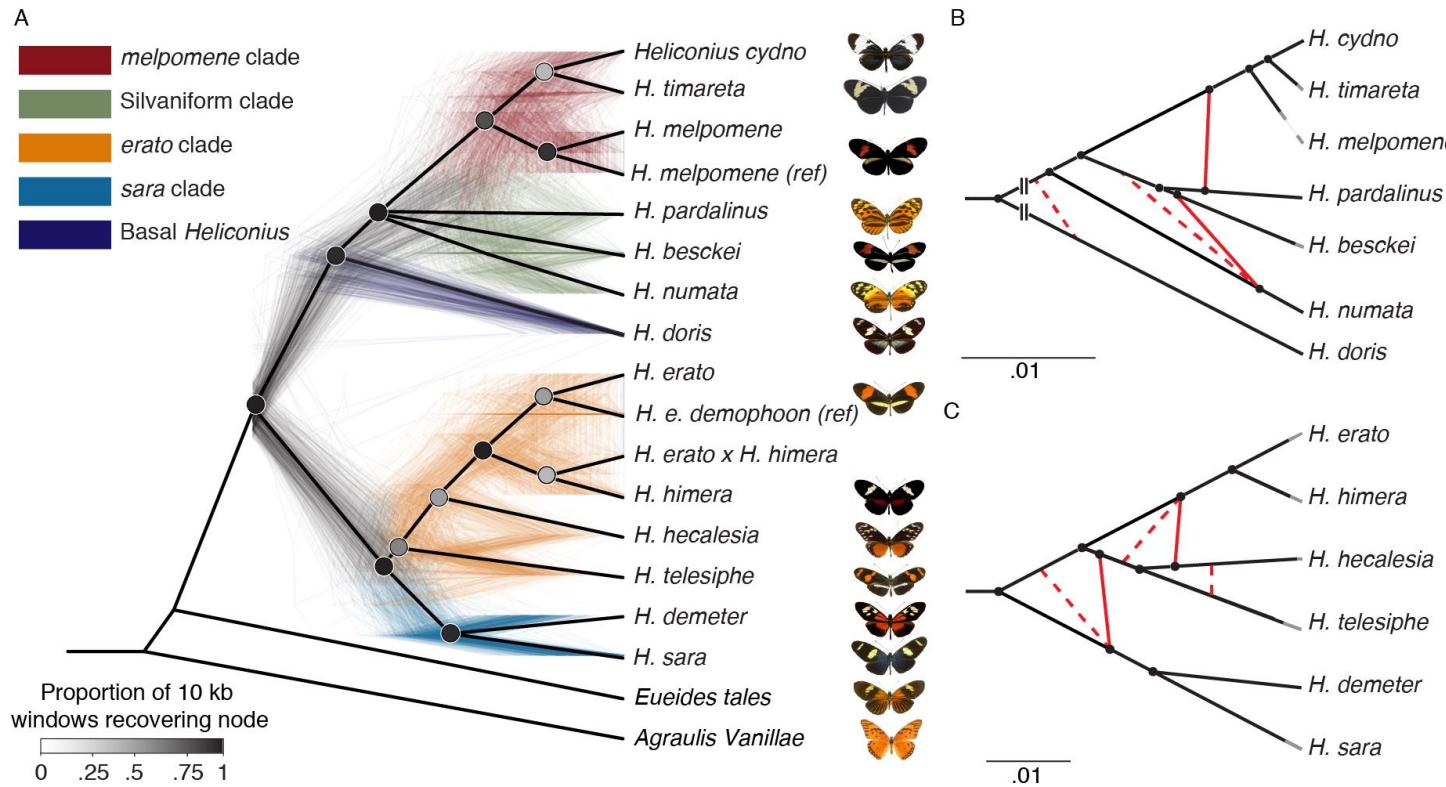 A
melpomene clade
Silvaniform clade
erato clade
sara clade
Basal Heliconius
Heliconius cydno
H. timareta
H. melpomene
H. melpomene (ref)
H. pardalinus
H. besckei
H. numata
H. doris
H. erato
H. e. demophoon (ref)
H. erato x H. himera
H. himera
H. hecalesia
H. telesiphe
H. demeter
H. sara
Eueides tales
Agraulis Vanillae
Proportion of 10 kb
windows recovering node
0 .25 .5 .75 1
B
H. cydno
H. timareta
H. melpomene
H. pardalinus
H. besckei
H. numata
H. doris
.01
C
H. erato
H. himera
H. hecalesia
H. telesiphe
H. demeter
H. sara
.01